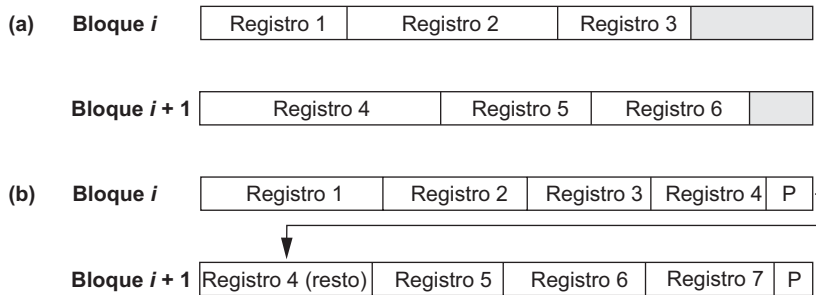 (a) Bloque i Registro 1 Registro 2 Registro 3
Bloque i + 1 Registro 4 Registro 5 Registro 6
(b) Bloque i Registro 1 Registro 2 Registro 3 Registro 4 P
Bloque i + 1 Registro 4 (resto) Registro 5 Registro 6 Registro 7 P